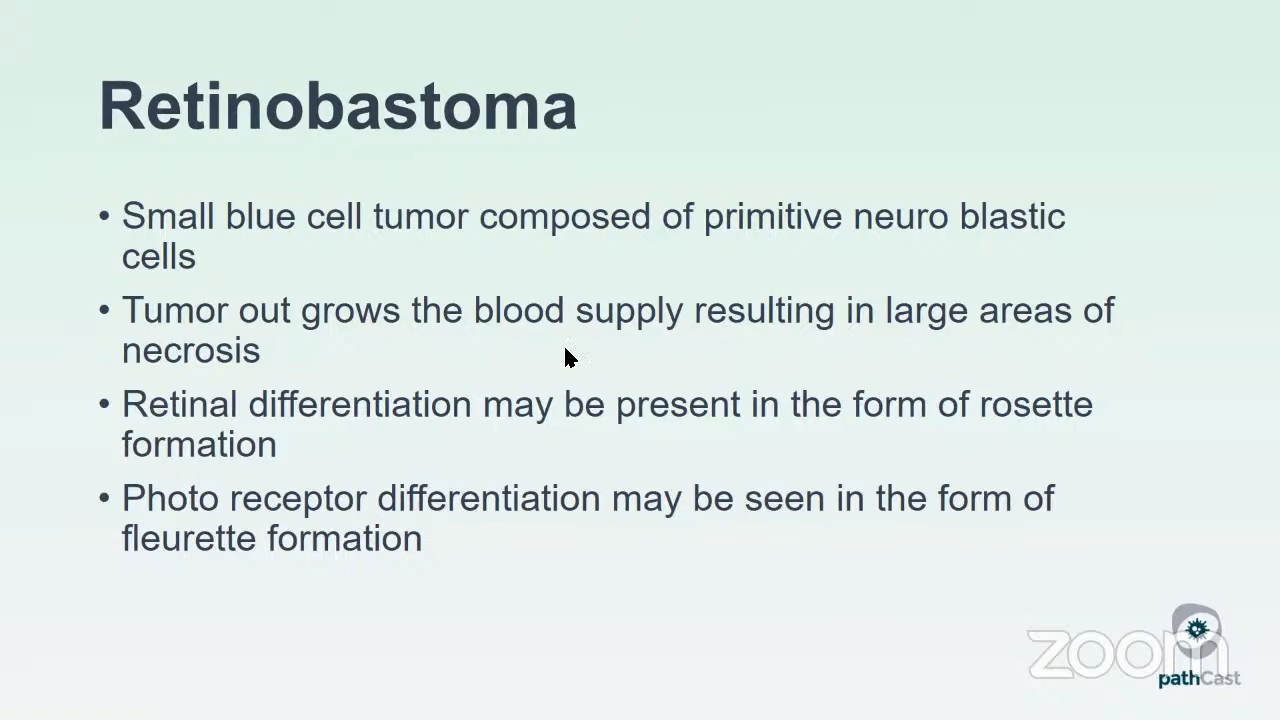 Retinobastoma
• Small blue cell tumor composed of primitive neuro blastic
cells
• Tumor out grows the blood supply resulting in large areas of
necrosis
• Retinal differentiation may be present in the form of rosette
formation
• Photo receptor differentiation may be seen in the form of
fleurette formation
zoom
pathCast